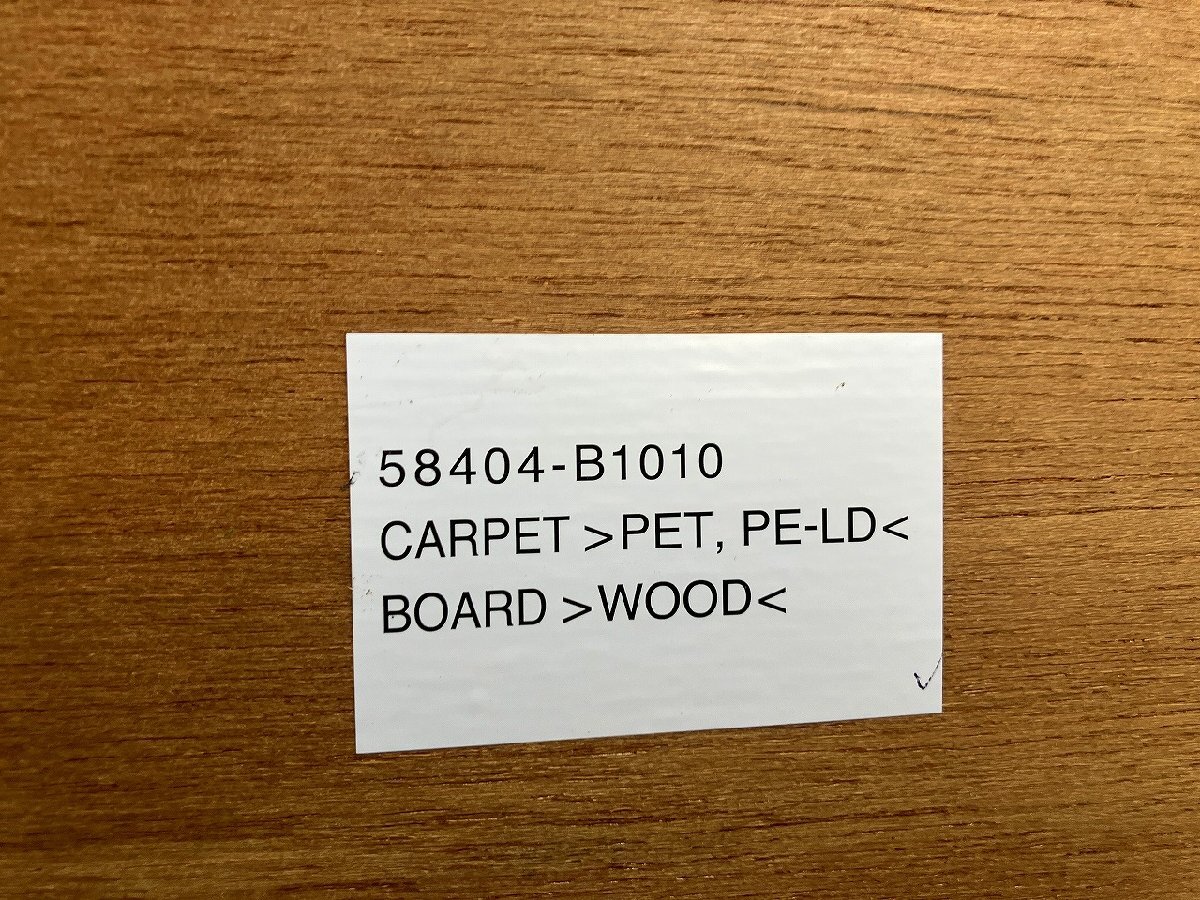 58404-B1010
CARPET >PET, PE-LD<
BOARD >WOOD<